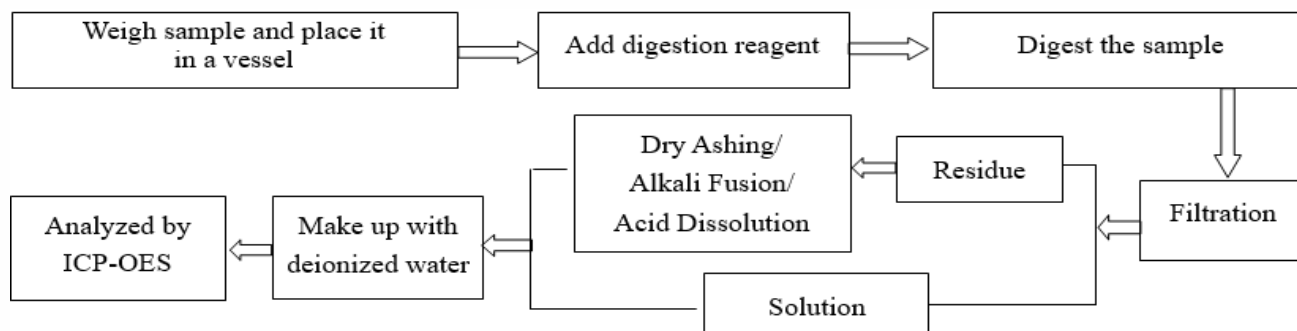 Weigh sample and place it
in a vessel
Add digestion reagent
Digest the sample
Filtration
Residue
Dry Ashing/
Alkali Fusion/
Acid Dissolution
Solution
Make up with
deionized water
Analyzed by
ICP-OES